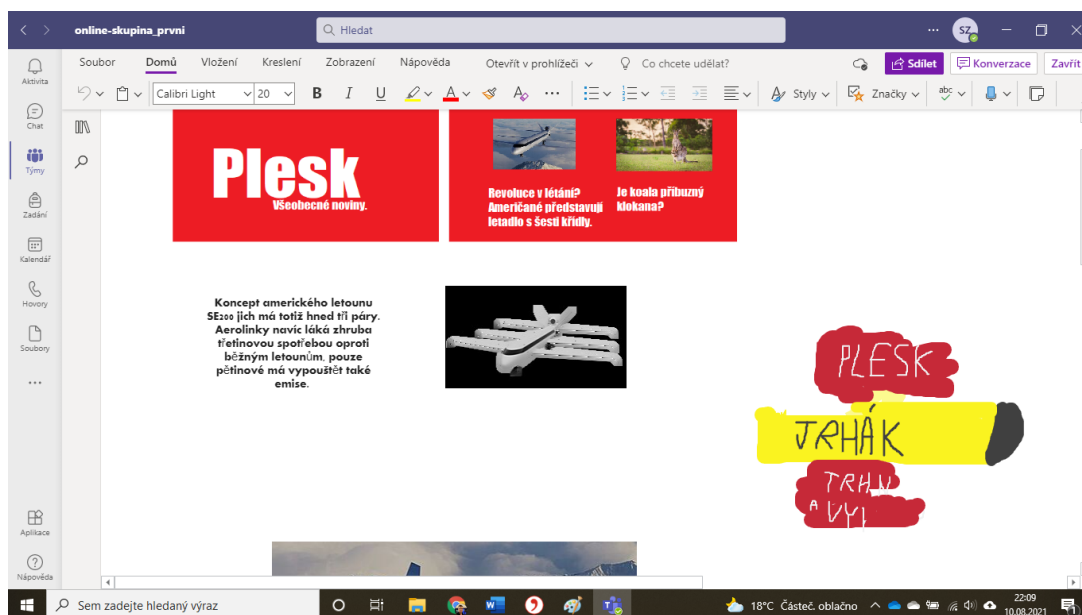 online-skupina_prvni
Hledat
SZ
Soubor Domů Vložení Kreslení Zobrazení Nápověda Otevřít v prohlížeči Co chcete udělat? Sdílet Konverzace Zavřít
Calibri Light 20 B I U A Styly Značky abc
Aktivita
Chat
Týmy
Zadání
Kalendář
Hovory
Soubory
Aplikace
Nápověda
Plesk
Všeobecné noviny.
Revoluce v létání?
Američané představují
letadlo s šesti křídly.
Je koala příbuzný
klokana?
Koncept amerického letounu
SE200 jich má totiž hned tři páry.
Aerolinky navíc láká zhruba
třetinovou spotřebou oproti
běžným letounům, pouze
pětinové má vypouštět také
emise.
PLESK
TRHÁK
TRHN
A VYI
Sem zadejte hledaný výraz
18°C Částeč. oblačno
22:09
10.08.2021